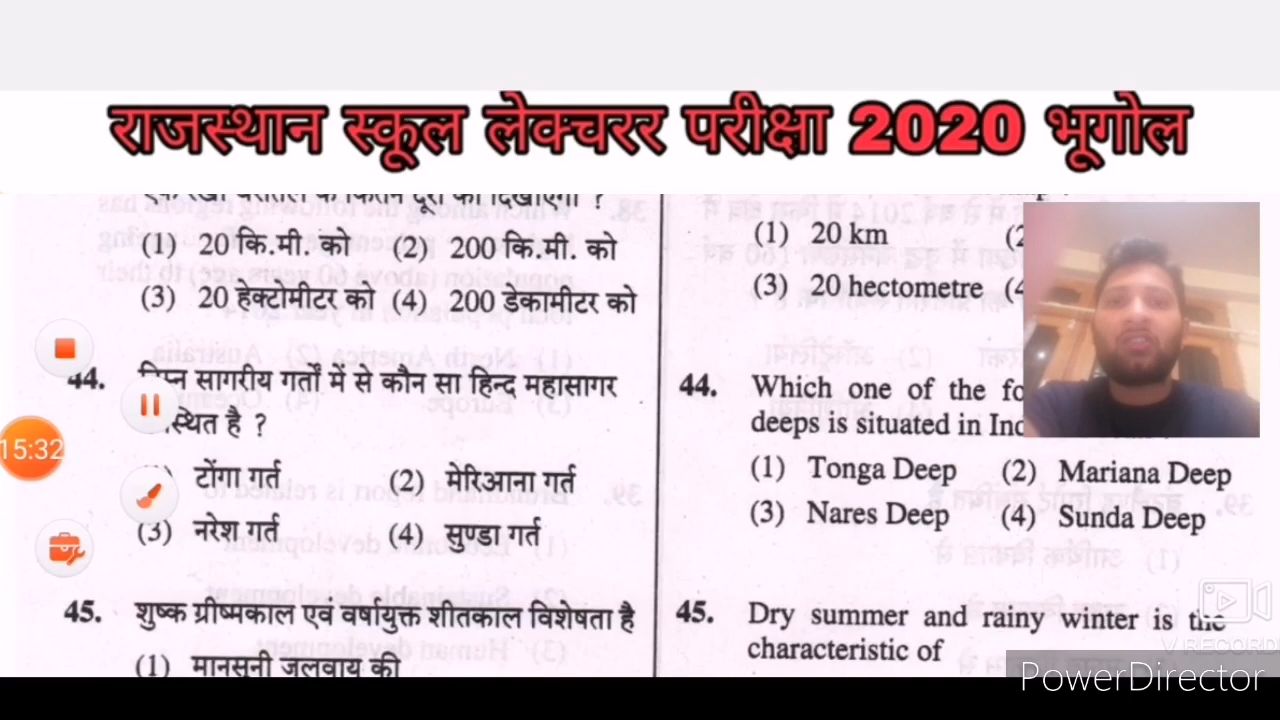 राजस्थान स्कूल लेक्चरर परीक्षा 2020 भूगोल
(1) 20 कि.मी. को (2) 200 कि.मी. को
(3) 20 हेक्टोमीटर को (4) 200 डेकामीटर को
44. निम्न सागरीय गर्तों में से कौन सा हिन्द महासागर
स्थित है ?
टोंगा गर्त (2) मेरिआना गर्त
(3) नरेश गर्त (4) सुण्डा गर्त
45. शुष्क ग्रीष्मकाल एवं वर्षायुक्त शीतकाल विशेषता है
(1) मानसूनी जलवायु की
(1) 20 km
(3) 20 hectometre
44. Which one of the
deeps is situated in
(1) Tonga Deep (2) Mariana Deep
(3) Nares Deep (4) Sunda Deep
45. Dry summer and rainy winter is the
characteristic of
15:32
V RECORD
PowerDirector